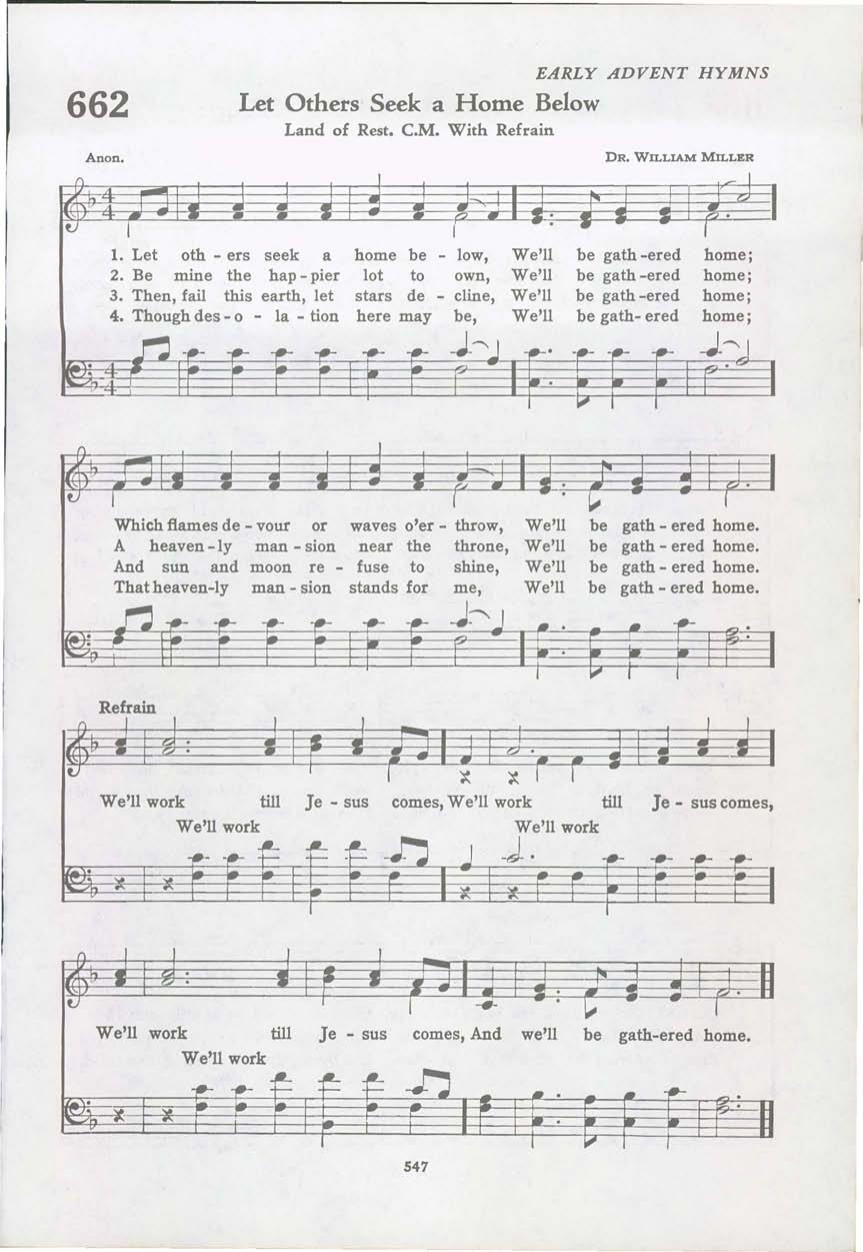 EARLY ADVENT HYMNS
662 Let Others Seek a Home Below
Land of Rest. C.M. With Refrain
Anon. DR. WILLIAM MILLER
1. Let oth - ers seek a home be - low, We'll be gath - ered home;
2. Be mine the hap - pier lot to own, We'll be gath - ered home;
3. Then, fail this earth, let stars de - cline, We'll be gath - ered home;
4. Though des - o - la - tion here may be, We'll be gath - ered home;
Which flames de - vour or waves o'er - throw, We'll be gath - ered home.
A heaven - ly man - sion near the throne, We'll be gath - ered home.
And sun and moon re - fuse to shine, We'll be gath - ered home.
That heaven-ly man - sion stands for me, We'll be gath - ered home.
Refrain
We'll work till Je - sus comes, We'll work till Je - sus comes,
We'll work We'll work
We'll work till Je - sus comes, And we'll be gath-ered home.
We'll work
547